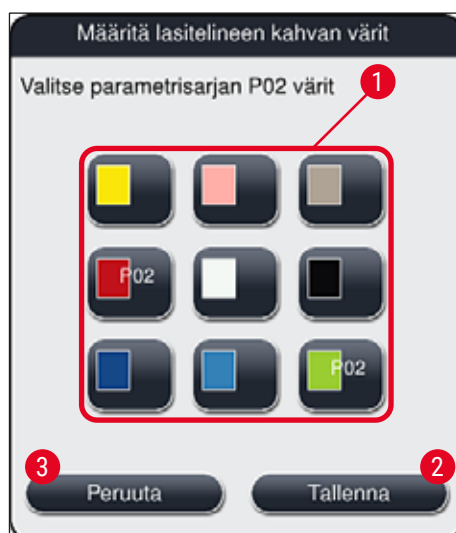 Määritä lasitelineen kahvan värit
Valitse parametrisarjan P02 värit
1
P02
P02
3
2
Peruuta
Tallenna